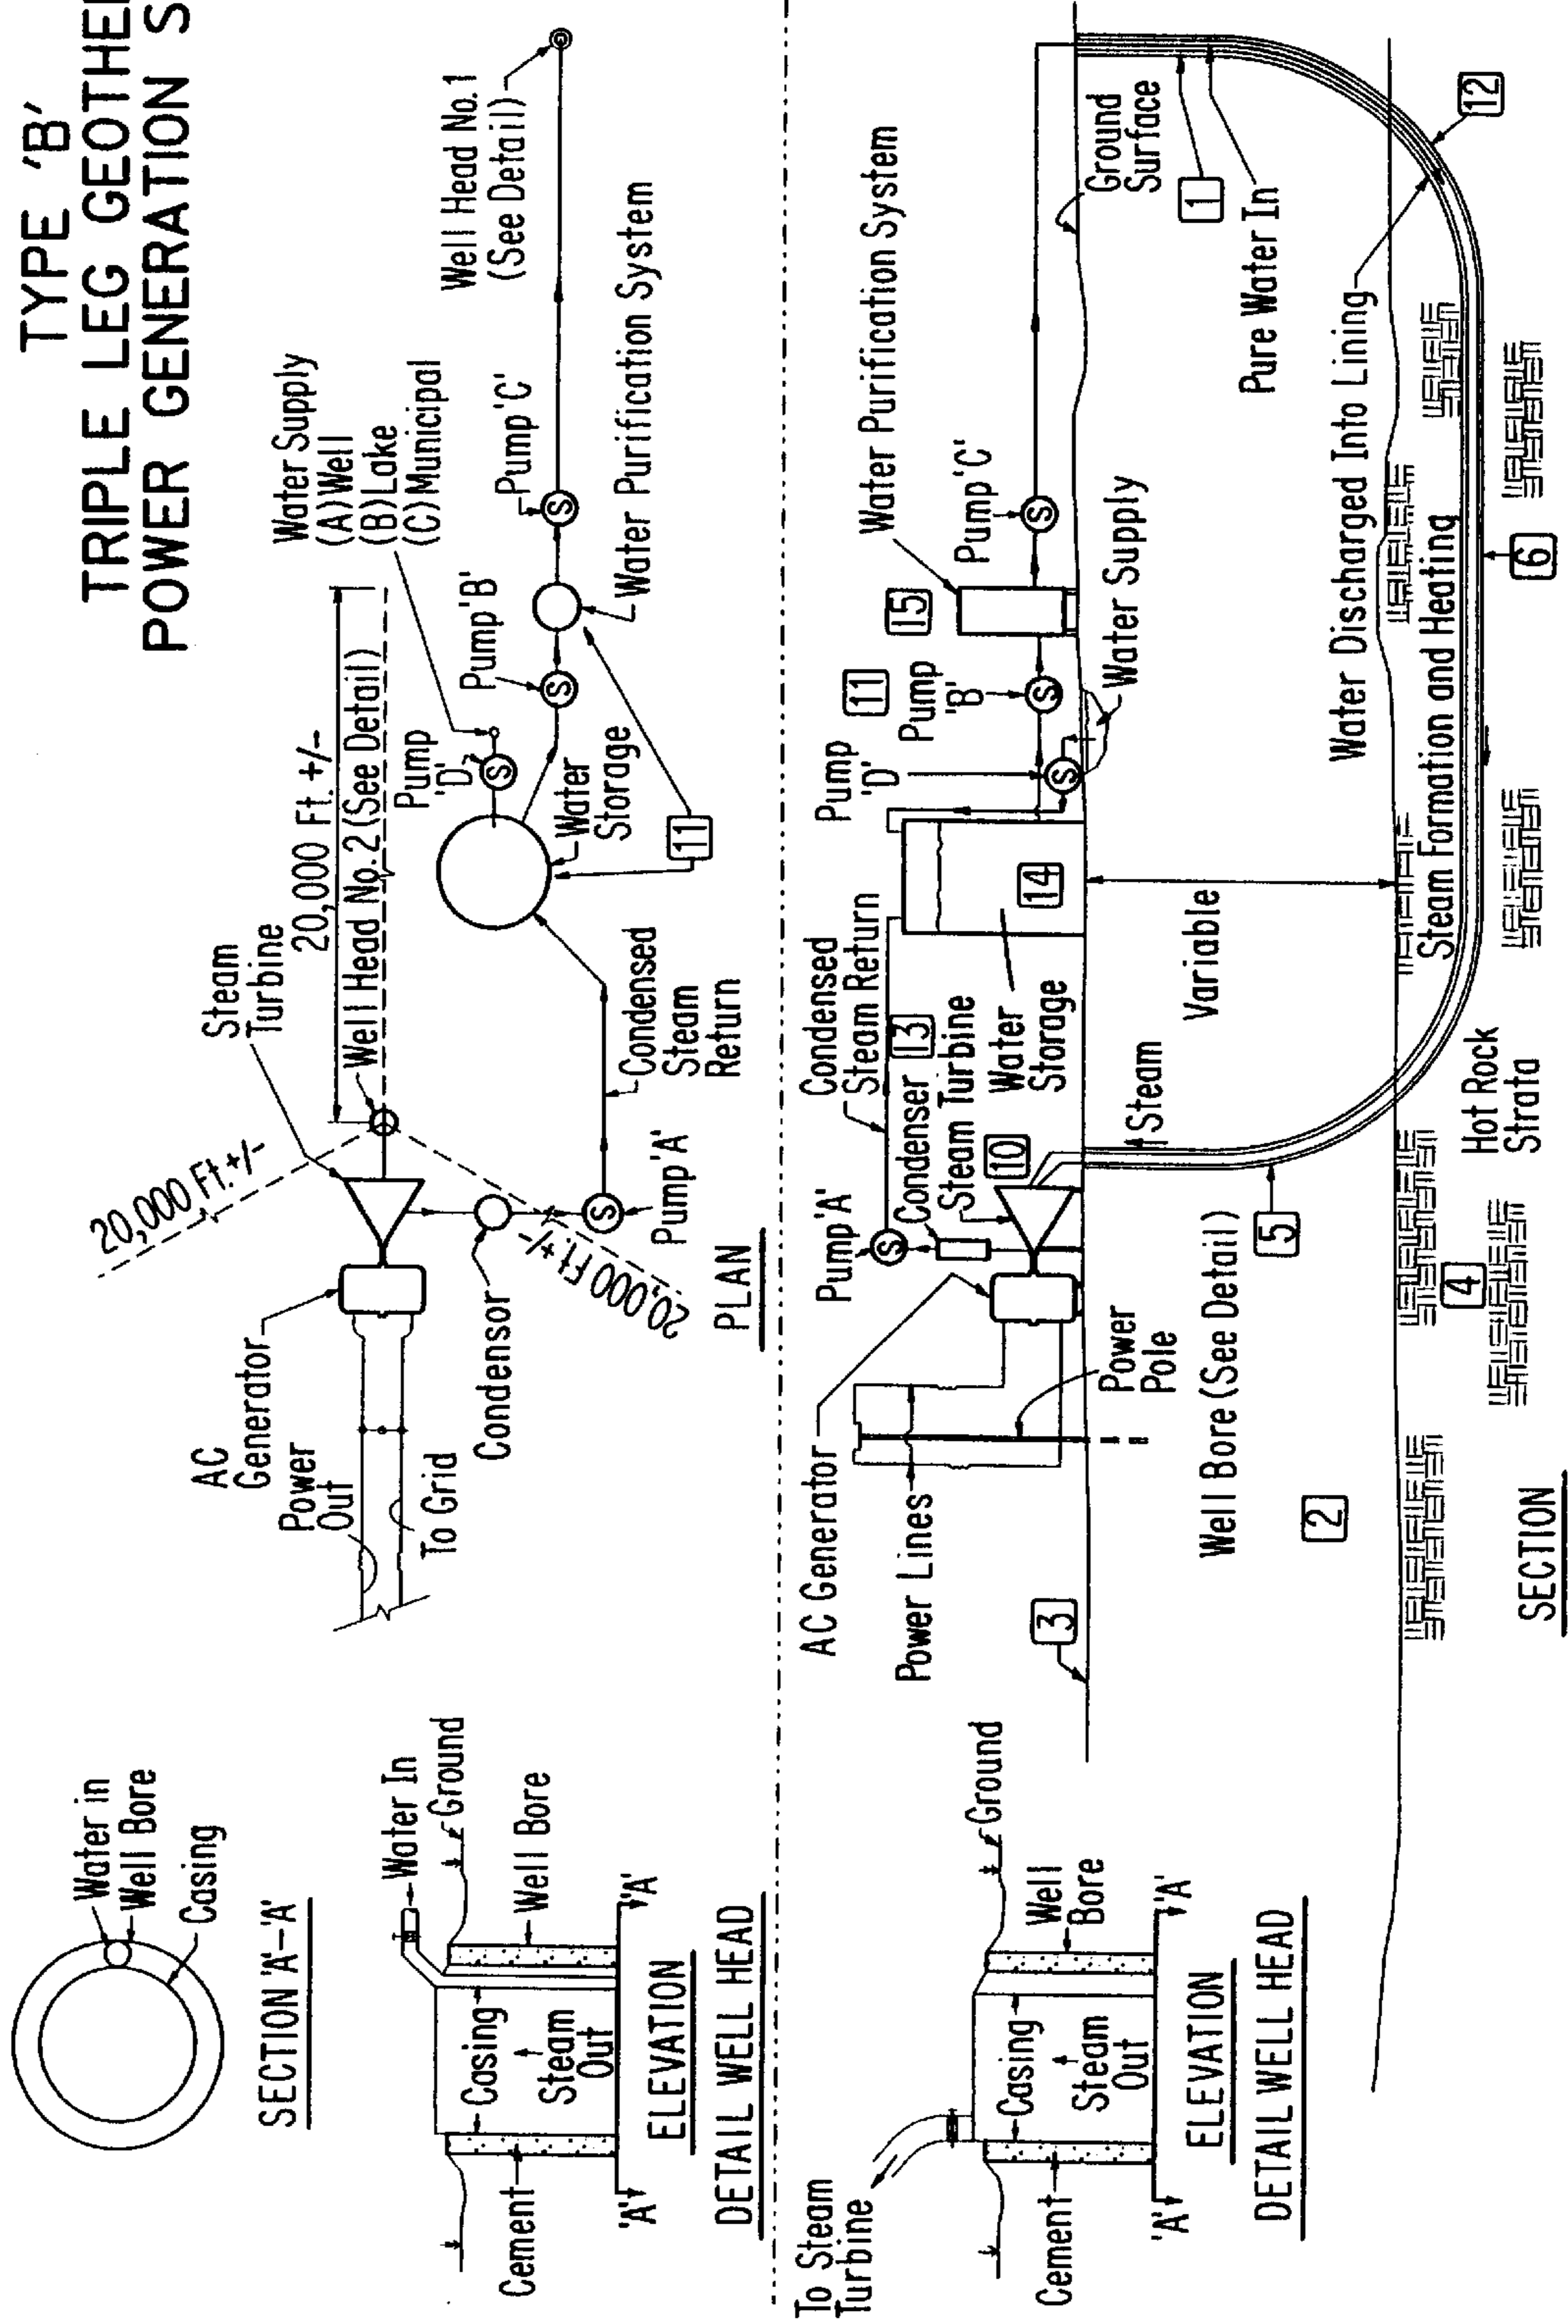 TYPE 'B'
TRIPLE LEG GEOTHE
POWER GENERATION S
Water in
Well Bore
Casing
SECTION 'A'-'A'
Water In
Ground
Well Bore
Casing
Steam
Out
Cement
'A'
'A'
ELEVATION
DETAIL WELL HEAD
20,000 Ft. +/-
Steam
Turbine
20,000 Ft. +/-
Well Head No.2 (See Detail)
AC
Generator
Power
Out
To Grid
Condensor
20,000 Ft.+/-
Pump 'A'
Condensed
Steam
Return
Water
Storage
11
Pump
'D'
Water Supply
(A) Well
(B) Lake
(C) Municipal
Pump 'B'
Pump 'C'
Water Purification System
Well Head No.1
(See Detail)
S
S
S
S
PLAN
To Steam
Turbine
Ground
Well
Bore
Casing
Steam
Out
Cement
'A'
'A'
ELEVATION
DETAIL WELL HEAD
AC Generator
Power Lines
Power
Pole
3
Pump 'A'
Condenser
Steam Turbine
10
Condensed
Steam Return
13
Water
Storage
14
Pump
'D'
Pump
'B'
11
15
Pump 'C'
Water Purification System
Water Supply
S
S
S
S
Ground
Surface
1
Pure Water In
12
Water Discharged Into Lining
Steam Formation and Heating
6
Variable
Steam
Well Bore (See Detail)
5
2
4
Hot Rock
Strata
SECTION